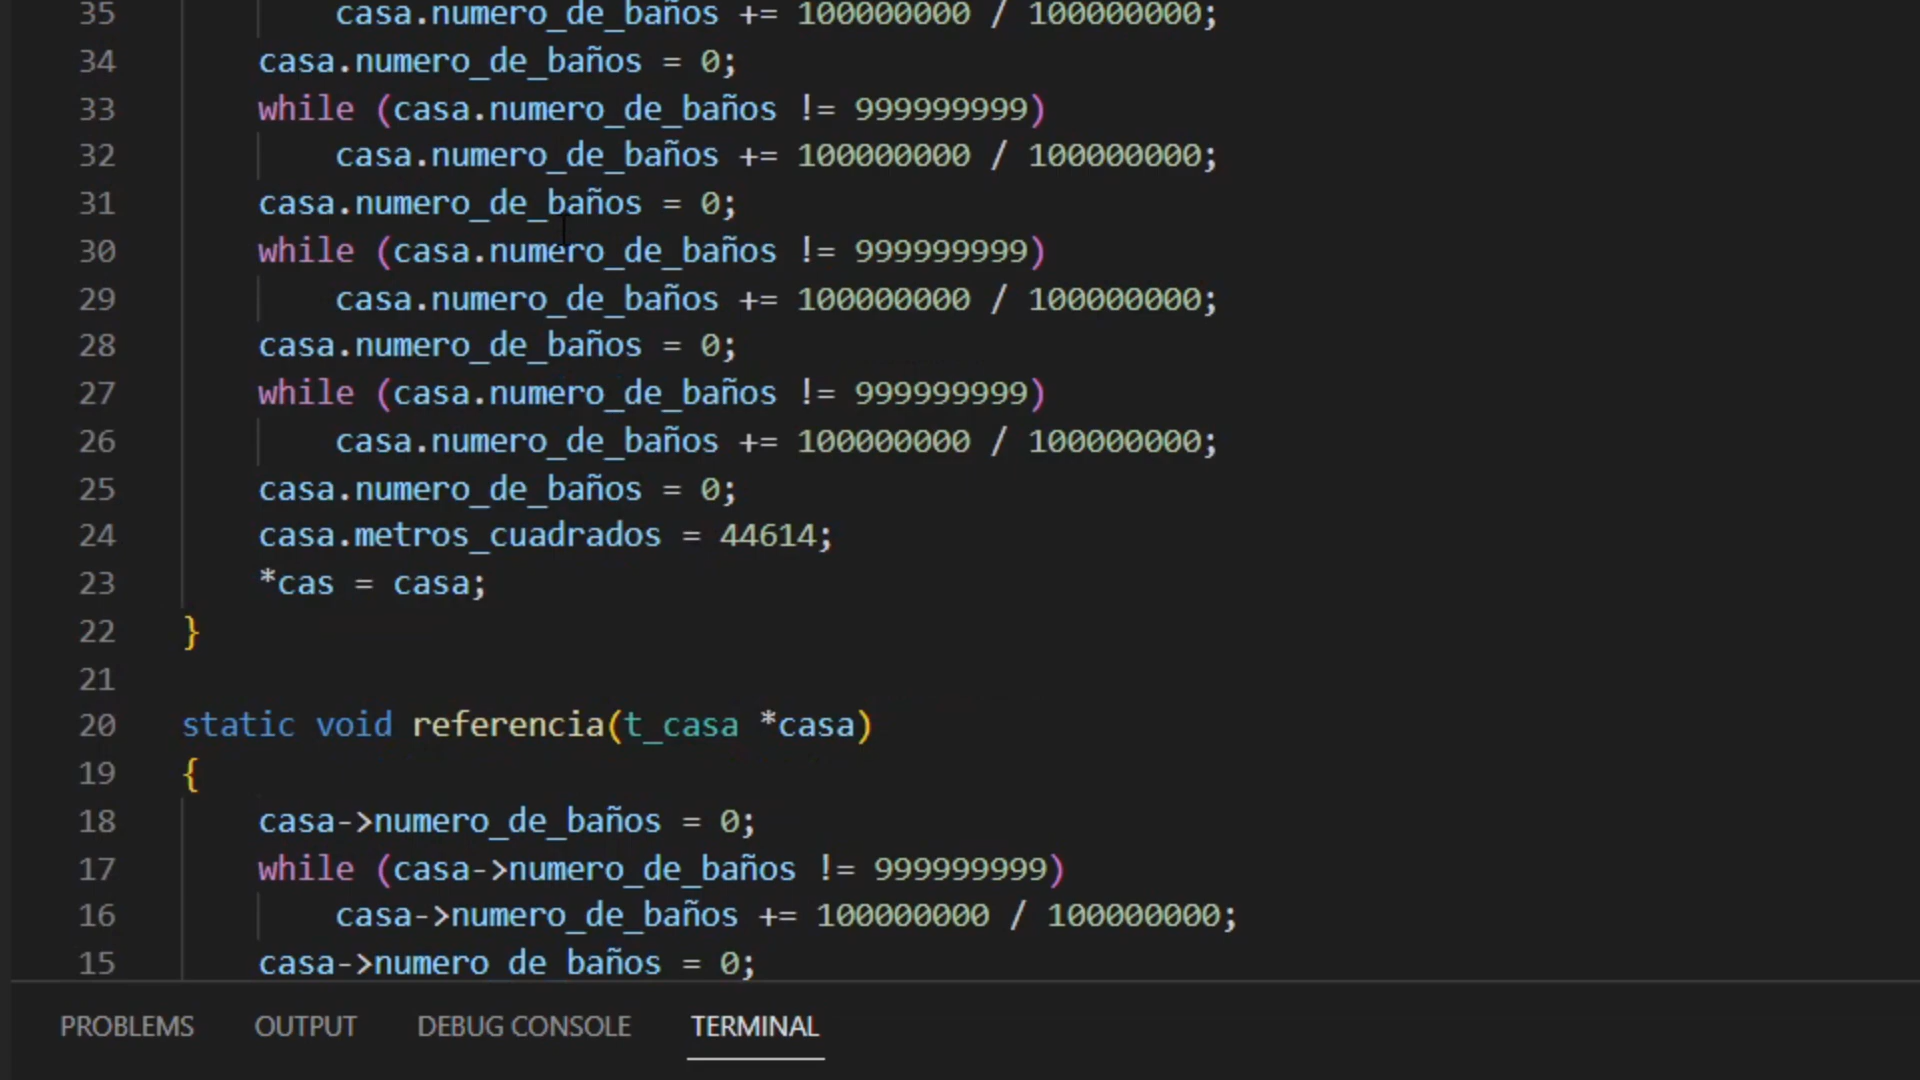 35 casa.numero_de_baños += 100000000 / 100000000;
34 casa.numero_de_baños = 0;
33 while (casa.numero_de_baños != 999999999)
32 casa.numero_de_baños += 100000000 / 100000000;
31 casa.numero_de_baños = 0;
30 while (casa.numero_de_baños != 999999999)
29 casa.numero_de_baños += 100000000 / 100000000;
28 casa.numero_de_baños = 0;
27 while (casa.numero_de_baños != 999999999)
26 casa.numero_de_baños += 100000000 / 100000000;
25 casa.numero_de_baños = 0;
24 casa.metros_cuadrados = 44614;
23 *cas = casa;
22 }
21
20 static void referencia(t_casa *casa)
19 {
18 casa->numero_de_baños = 0;
17 while (casa->numero_de_baños != 999999999)
16 casa->numero_de_baños += 100000000 / 100000000;
15 casa->numero_de_baños = 0;
PROBLEMS OUTPUT DEBUG CONSOLE TERMINAL